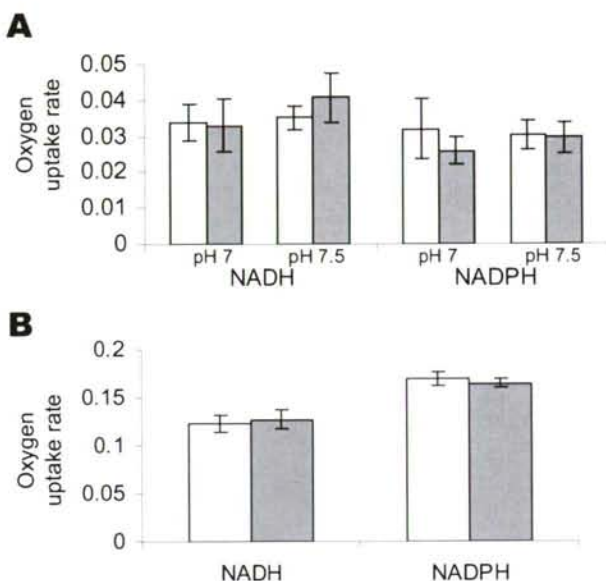 A
Oxygen
uptake rate
0.05
0.04
0.03
0.02
0.01
0
pH 7
pH 7.5
pH 7
pH 7.5
NADH
NADPH
B
Oxygen
uptake rate
0.2
0.15
0.1
0.05
0
NADH
NADPH